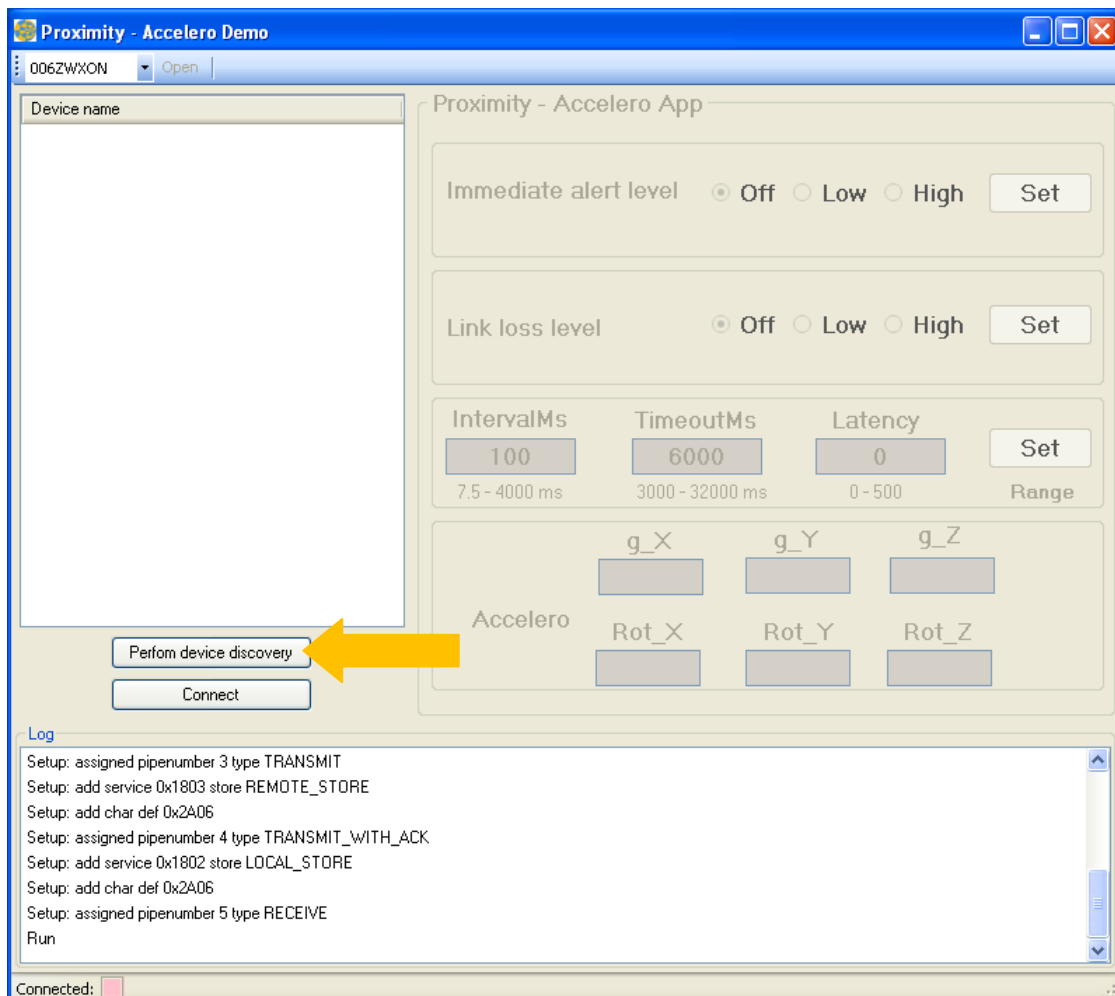 Proximity - Accelero Demo
006ZWXON Open
Device name
Proximity - Accelero App
Immediate alert level Off Low High Set
Link loss level Off Low High Set
IntervalMs TimeoutMs Latency
100 6000 0 Set
7.5 - 4000 ms 3000 - 32000 ms 0 - 500 Range
g_X g_Y g_Z
Accelero
Rot_X Rot_Y Rot_Z
Perfom device discovery
Connect
Log
Setup: assigned pipenumber 3 type TRANSMIT
Setup: add service 0x1803 store REMOTE_STORE
Setup: add char def 0x2A06
Setup: assigned pipenumber 4 type TRANSMIT_WITH_ACK
Setup: add service 0x1802 store LOCAL_STORE
Setup: add char def 0x2A06
Setup: assigned pipenumber 5 type RECEIVE
Run
Connected: